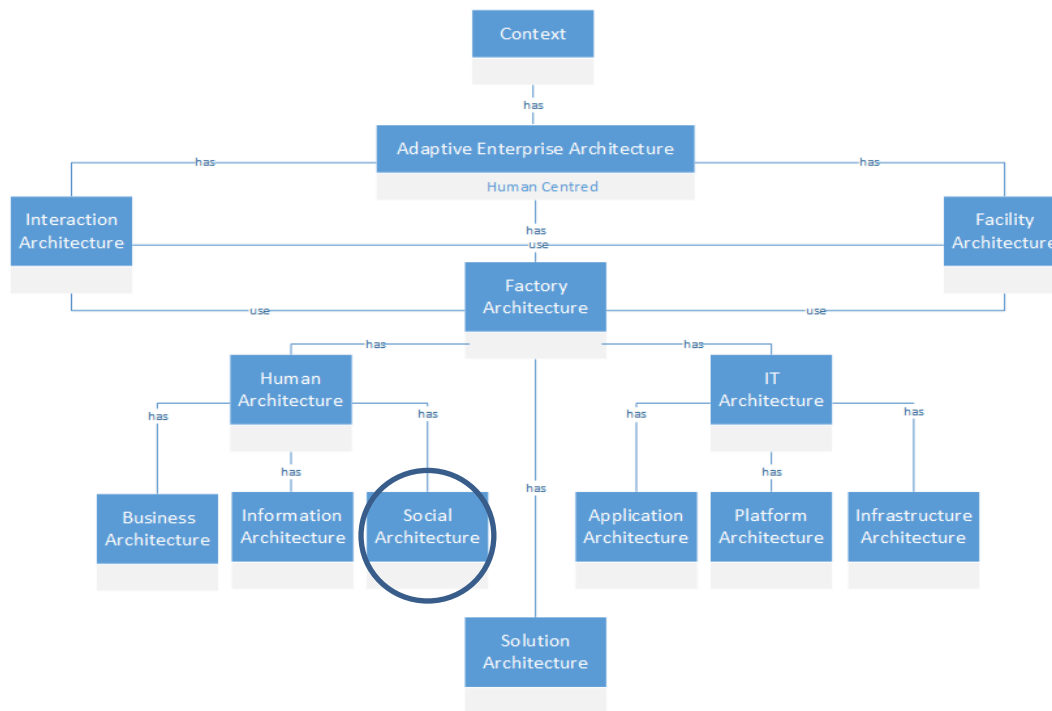 Context
has
Adaptive Enterprise Architecture
has
has
Human Centred
Interaction
Architecture
Facility
Architecture
has
use
Factory
Architecture
use
use
has
has
Human
Architecture
IT
Architecture
has
has
has
has
has
has
has
Business
Architecture
Information
Architecture
Social
Architecture
Application
Architecture
Platform
Architecture
Infrastructure
Architecture
Solution
Architecture